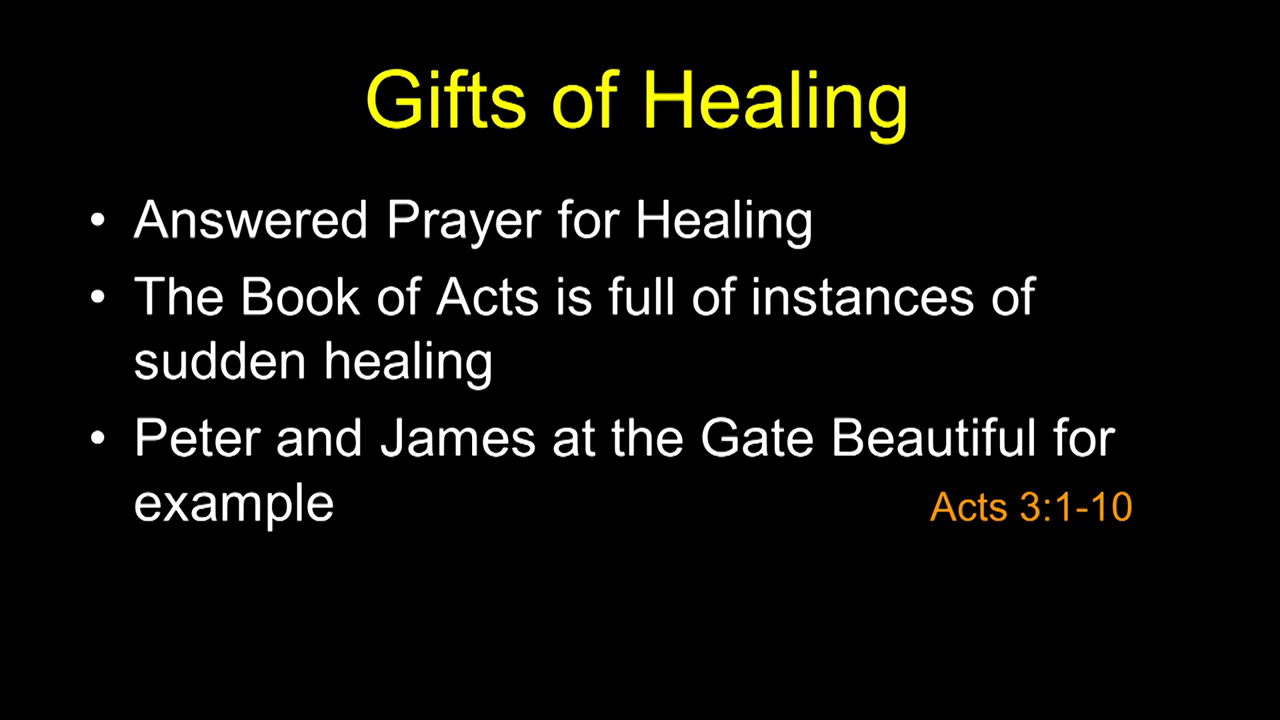 Gifts of Healing
• Answered Prayer for Healing
• The Book of Acts is full of instances of
sudden healing
• Peter and James at the Gate Beautiful for
example Acts 3:1-10